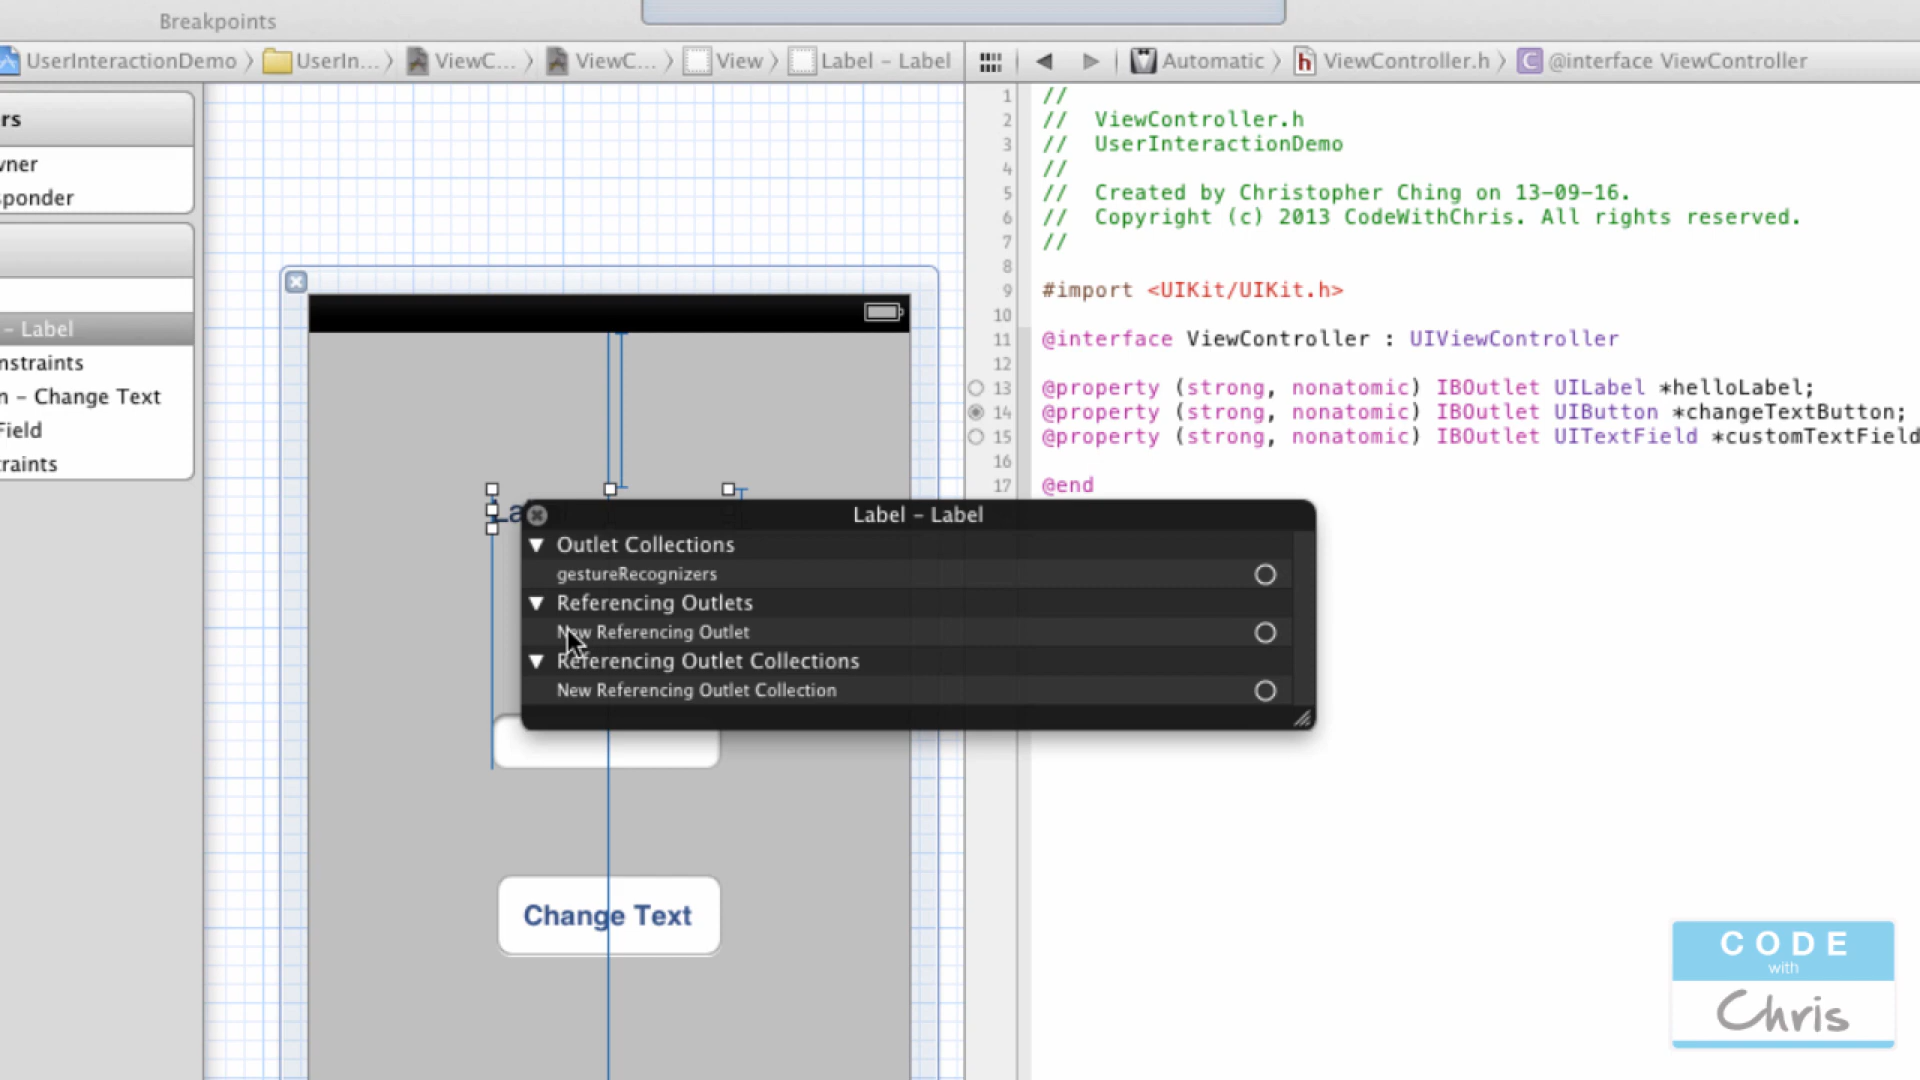 Breakpoints
UserInteractionDemo
UserIn...
ViewC...
ViewC...
View
Label – Label
Automatic
ViewController.h
@interface ViewController
rs
wner
sponder
– Label
nstraints
n – Change Text
Field
raints
1 //
2 //  ViewController.h
3 //  UserInteractionDemo
4 //
5 //  Created by Christopher Ching on 13-09-16.
6 //  Copyright (c) 2013 CodeWithChris. All rights reserved.
7 //
8
9 #import <UIKit/UIKit.h>
10
11 @interface ViewController : UIViewController
12
13 @property (strong, nonatomic) IBOutlet UILabel *helloLabel;
14 @property (strong, nonatomic) IBOutlet UIButton *changeTextButton;
15 @property (strong, nonatomic) IBOutlet UITextField *customTextField
16
17 @end
La
Label – Label
Outlet Collections
gestureRecognizers
Referencing Outlets
New Referencing Outlet
Referencing Outlet Collections
New Referencing Outlet Collection
Change Text
CODE
with
Chris